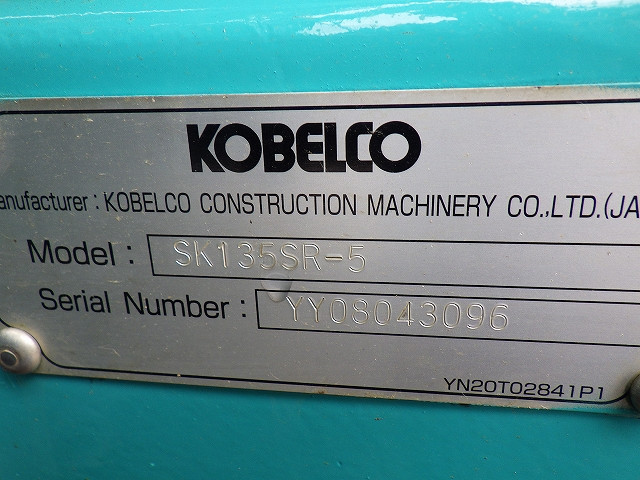 KOBELCO
anufacturer : KOBELCO CONSTRUCTION MACHINERY CO.,LTD.(JA
Model : SK135SR-5
Serial Number : YY08043096
YN20T02841P1